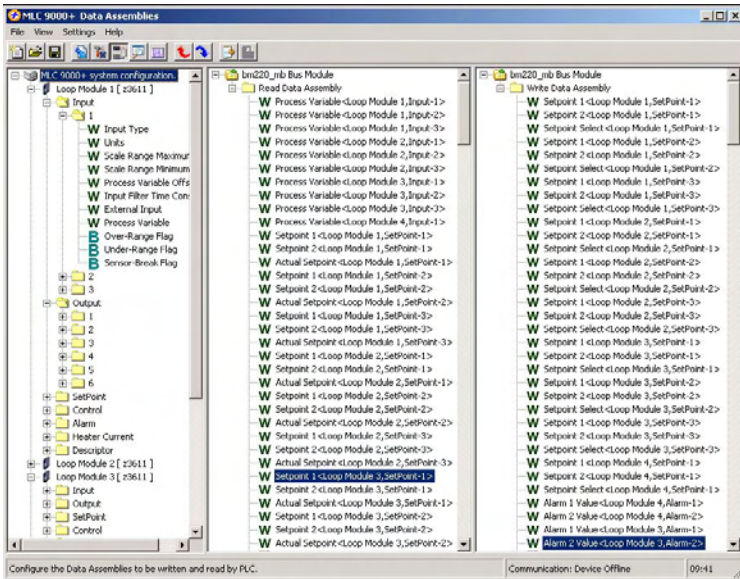 MLC 9000+ Data Assemblies
File View Settings Help
MLC 9000+ system configuration.
Loop Module 1 [ z3611 ]
Input
1
W Input Type
W Units
W Scale Range Maximur
W Scale Range Minimum
W Process Variable Offs
W Input Filter Time Cons
W External Input
W Process Variable
B Over-Range Flag
B Under-Range Flag
B Sensor-Break Flag
2
3
Output
1
2
3
4
5
6
SetPoint
Control
Alarm
Heater Current
Descriptor
Loop Module 2 [ z3611 ]
Loop Module 3 [ z3611 ]
Input
Output
SetPoint
Control
bm220_mb Bus Module
Read Data Assembly
W Process Variable<Loop Module 1,Input-1>
W Process Variable<Loop Module 1,Input-2>
W Process Variable<Loop Module 1,Input-3>
W Process Variable<Loop Module 2,Input-1>
W Process Variable<Loop Module 2,Input-2>
W Process Variable<Loop Module 2,Input-3>
W Process Variable<Loop Module 3,Input-1>
W Process Variable<Loop Module 3,Input-2>
W Process Variable<Loop Module 3,Input-3>
W Process Variable<Loop Module 4,Input-1>
W Setpoint 1<Loop Module 1,SetPoint-1>
W Setpoint 2<Loop Module 1,SetPoint-1>
W Actual Setpoint<Loop Module 1,SetPoint-1>
W Setpoint 1<Loop Module 1,SetPoint-2>
W Setpoint 2<Loop Module 1,SetPoint-2>
W Actual Setpoint<Loop Module 1,SetPoint-2>
W Setpoint 1<Loop Module 1,SetPoint-3>
W Setpoint 2<Loop Module 1,SetPoint-3>
W Actual Setpoint<Loop Module 1,SetPoint-3>
W Setpoint 1<Loop Module 2,SetPoint-1>
W Setpoint 2<Loop Module 2,SetPoint-1>
W Actual Setpoint<Loop Module 2,SetPoint-1>
W Setpoint 1<Loop Module 2,SetPoint-2>
W Setpoint 2<Loop Module 2,SetPoint-2>
W Actual Setpoint<Loop Module 2,SetPoint-2>
W Setpoint 1<Loop Module 2,SetPoint-3>
W Setpoint 2<Loop Module 2,SetPoint-3>
W Actual Setpoint<Loop Module 2,SetPoint-3>
W Setpoint 1<Loop Module 3,SetPoint-1>
W Setpoint 2<Loop Module 3,SetPoint-1>
W Actual Setpoint<Loop Module 3,SetPoint-1>
W Setpoint 1<Loop Module 3,SetPoint-2>
W Setpoint 2<Loop Module 3,SetPoint-2>
W Actual Setpoint<Loop Module 3,SetPoint-2>
bm220_mb Bus Module
Write Data Assembly
W Setpoint 1<Loop Module 1,SetPoint-1>
W Setpoint 2<Loop Module 1,SetPoint-1>
W Setpoint Select<Loop Module 1,SetPoint-1>
W Setpoint 1<Loop Module 1,SetPoint-2>
W Setpoint 2<Loop Module 1,SetPoint-2>
W Setpoint Select<Loop Module 1,SetPoint-2>
W Setpoint 1<Loop Module 1,SetPoint-3>
W Setpoint 2<Loop Module 1,SetPoint-3>
W Setpoint Select<Loop Module 1,SetPoint-3>
W Setpoint 1<Loop Module 2,SetPoint-1>
W Setpoint 2<Loop Module 2,SetPoint-1>
W Setpoint Select<Loop Module 2,SetPoint-1>
W Setpoint 1<Loop Module 2,SetPoint-2>
W Setpoint 2<Loop Module 2,SetPoint-2>
W Setpoint Select<Loop Module 2,SetPoint-2>
W Setpoint 1<Loop Module 2,SetPoint-3>
W Setpoint 2<Loop Module 2,SetPoint-3>
W Setpoint Select<Loop Module 2,SetPoint-3>
W Setpoint 1<Loop Module 3,SetPoint-1>
W Setpoint 2<Loop Module 3,SetPoint-1>
W Setpoint Select<Loop Module 3,SetPoint-1>
W Setpoint 1<Loop Module 3,SetPoint-2>
W Setpoint 2<Loop Module 3,SetPoint-2>
W Setpoint Select<Loop Module 3,SetPoint-2>
W Setpoint 1<Loop Module 3,SetPoint-3>
W Setpoint 2<Loop Module 3,SetPoint-3>
W Setpoint Select<Loop Module 3,SetPoint-3>
W Setpoint 1<Loop Module 4,SetPoint-1>
W Setpoint 2<Loop Module 4,SetPoint-1>
W Setpoint Select<Loop Module 4,SetPoint-1>
W Alarm 1 Value<Loop Module 4,Alarm-1>
W Alarm 2 Value<Loop Module 4,Alarm-2>
W Alarm 1 Value<Loop Module 3,Alarm-1>
W Alarm 2 Value<Loop Module 3,Alarm-2>
Configure the Data Assemblies to be written and read by PLC.
Communication: Device Offline
09:41